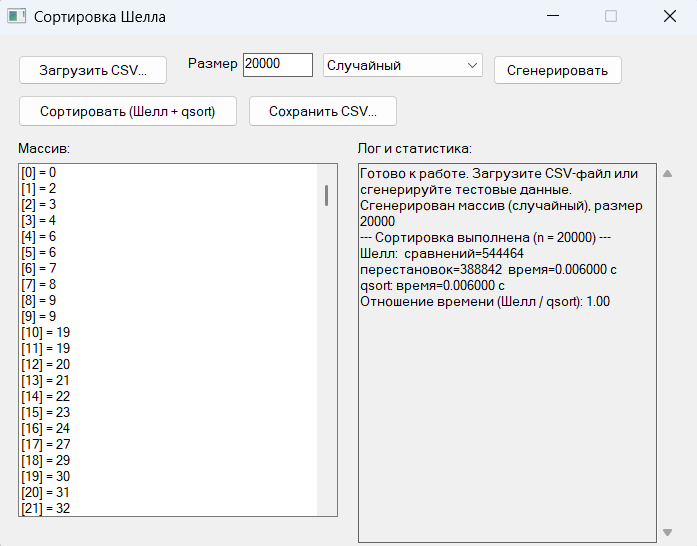 Сортировка Шелла
Загрузить CSV...
Размер
20000
Случайный
Сгенерировать
Сортировать (Шелл + qsort)
Сохранить CSV...
Массив:
[0] = 0
[1] = 2
[2] = 3
[3] = 4
[4] = 6
[5] = 6
[6] = 7
[7] = 8
[8] = 9
[9] = 9
[10] = 19
[11] = 19
[12] = 20
[13] = 21
[14] = 22
[15] = 23
[16] = 24
[17] = 27
[18] = 29
[19] = 30
[20] = 31
[21] = 32
Лог и статистика:
Готово к работе. Загрузите CSV-файл или
сгенерируйте тестовые данные.
Сгенерирован массив (случайный), размер
20000
--- Сортировка выполнена (n = 20000) ---
Шелл: сравнений=544464
перестановок=388842 время=0.006000 с
qsort: время=0.006000 с
Отношение времени (Шелл / qsort): 1.00